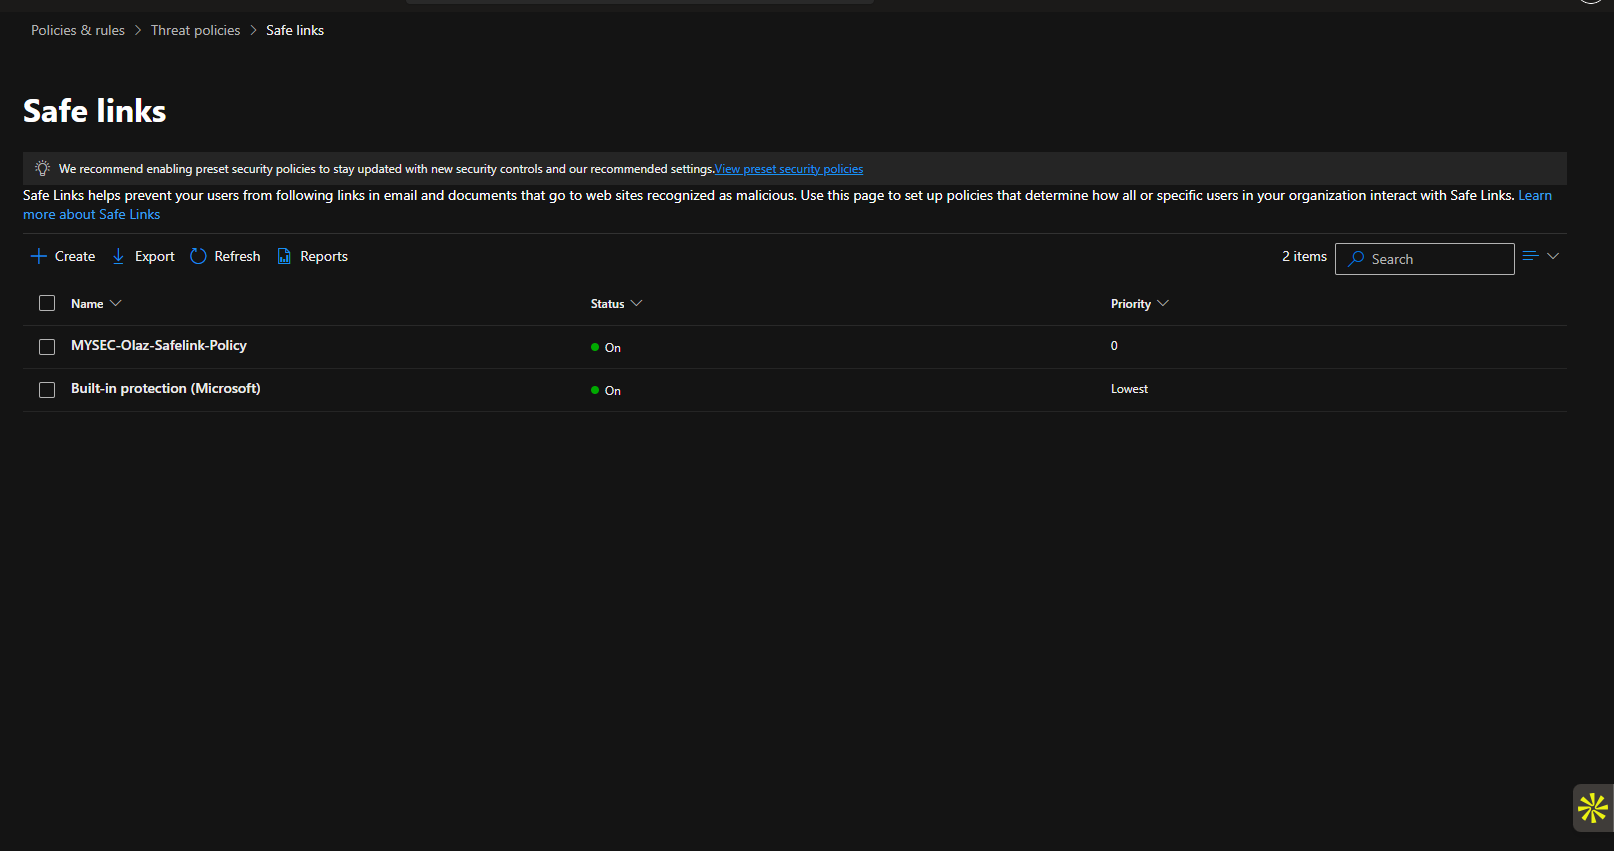 Policies & rules > Threat policies > Safe links
Safe links
We recommend enabling preset security policies to stay updated with new security controls and our recommended settings.View preset security policies
Safe Links helps prevent your users from following links in email and documents that go to web sites recognized as malicious. Use this page to set up policies that determine how all or specific users in your organization interact with Safe Links. Learn
more about Safe Links
Create Export Refresh Reports 2 items Search
Name Status Priority
MYSEC-Olaz-Safelink-Policy On 0
Built-in protection (Microsoft) On Lowest